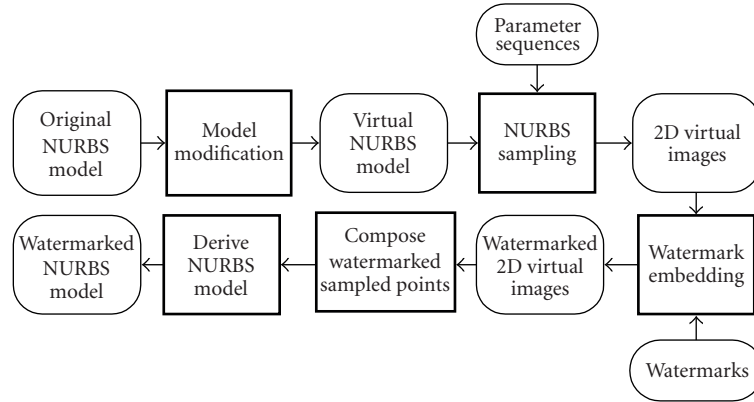 Parameter
sequences
Original
NURBS
model
Model
modification
Virtual
NURBS
model
NURBS
sampling
2D virtual
images
Watermarked
NURBS
model
Derive
NURBS
model
Compose
watermarked
sampled points
Watermarked
2D virtual
images
Watermark
embedding
Watermarks